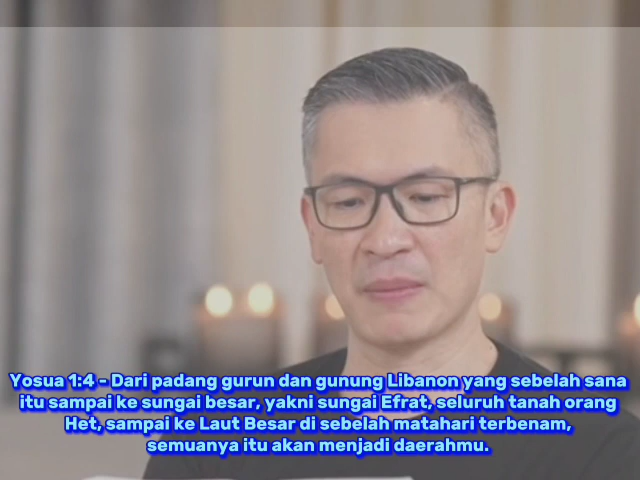 Yosua 1:4 - Dari padang gurun dan gunung Libanon yang sebelah sana
itu sampai ke sungai besar, yakni sungai Efrat, seluruh tanah orang
Het, sampai ke Laut Besar di sebelah matahari terbenam,
semuanya itu akan menjadi daerahmu.